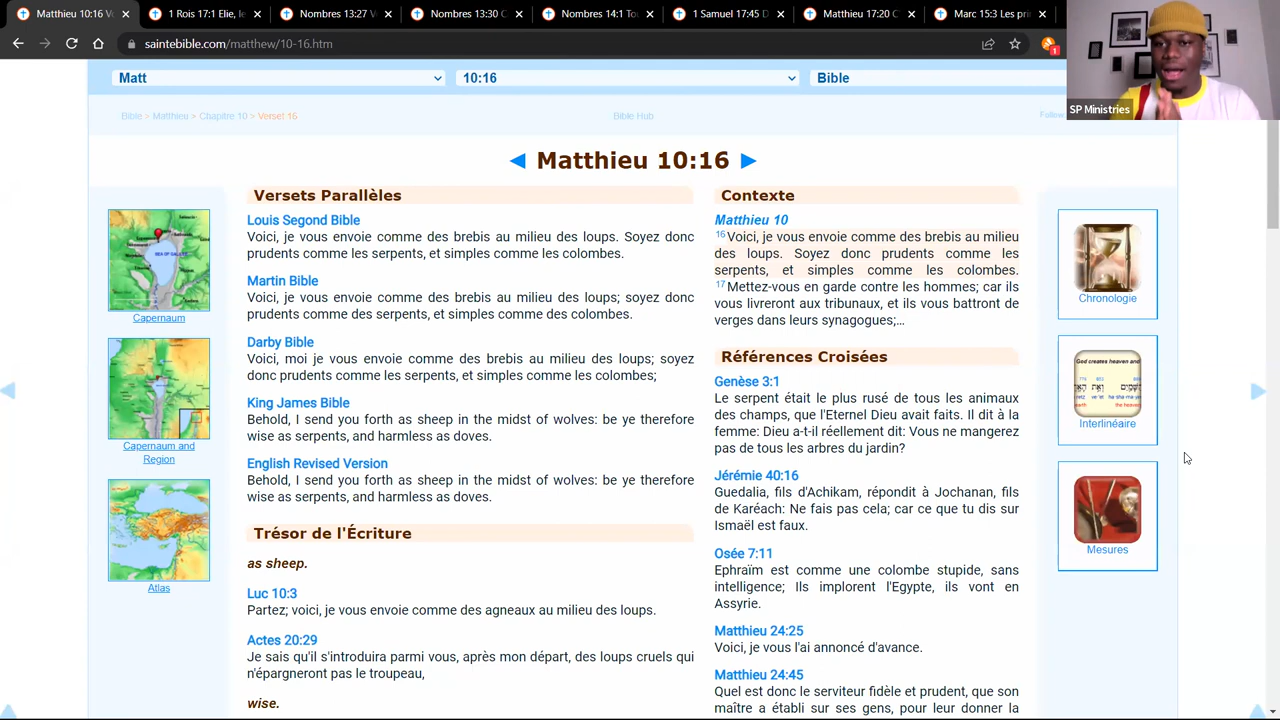 Matthieu 10:16 V
1 Rois 17:1 Elie, le
Nombres 13:27 V
Nombres 13:30 C
Nombres 14:1 Tou
1 Samuel 17:45 D
Matthieu 17:20 C
Marc 15:3 Les pri
saintebible.com/matthew/10-16.htm
1
SP Ministries
Matt
10:16
Bible
Bible > Matthieu > Chapitre 10 > Verset 16
Bible Hub
Follow
Matthieu 10:16
Versets Parallèles
Louis Segond Bible
Voici, je vous envoie comme des brebis au milieu des loups. Soyez donc
prudents comme les serpents, et simples comme les colombes.
Martin Bible
Voici, je vous envoie comme des brebis au milieu des loups; soyez donc
prudents comme des serpents, et simples comme des colombes.
Darby Bible
Voici, moi je vous envoie comme des brebis au milieu des loups; soyez
donc prudents comme les serpents, et simples comme les colombes;
King James Bible
Behold, I send you forth as sheep in the midst of wolves: be ye therefore
wise as serpents, and harmless as doves.
English Revised Version
Behold, I send you forth as sheep in the midst of wolves: be ye therefore
wise as serpents, and harmless as doves.
Trésor de l'Écriture
as sheep.
Luc 10:3
Partez; voici, je vous envoie comme des agneaux au milieu des loups.
Actes 20:29
Je sais qu'il s'introduira parmi vous, après mon départ, des loups cruels qui
n'épargneront pas le troupeau,
wise.
Contexte
Matthieu 10
16Voici, je vous envoie comme des brebis au milieu
des loups. Soyez donc prudents comme les
serpents, et simples comme les colombes.
17Mettez-vous en garde contre les hommes; car ils
vous livreront aux tribunaux, et ils vous battront de
verges dans leurs synagogues;…
Références Croisées
Genèse 3:1
Le serpent était le plus rusé de tous les animaux
des champs, que l'Eternel Dieu avait faits. Il dit à la
femme: Dieu a-t-il réellement dit: Vous ne mangerez
pas de tous les arbres du jardin?
Jérémie 40:16
Guedalia, fils d'Achikam, répondit à Jochanan, fils
de Karéach: Ne fais pas cela; car ce que tu dis sur
Ismaël est faux.
Osée 7:11
Ephraïm est comme une colombe stupide, sans
intelligence; Ils implorent l'Egypte, ils vont en
Assyrie.
Matthieu 24:25
Voici, je vous l'ai annoncé d'avance.
Matthieu 24:45
Quel est donc le serviteur fidèle et prudent, que son
maître a établi sur ses gens, pour leur donner la
Capernaum
Capernaum and
Region
Atlas
Chronologie
God creates heaven and
Interlinéaire
Mesures